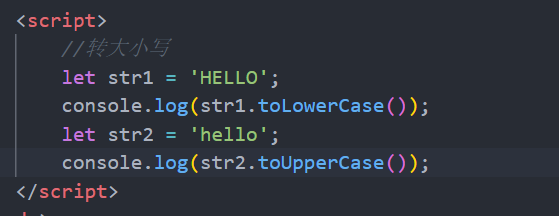 <script>
//转大小写
let str1 = 'HELLO';
console.log(str1.toLowerCase());
let str2 = 'hello';
console.log(str2.toUpperCase());
</script>